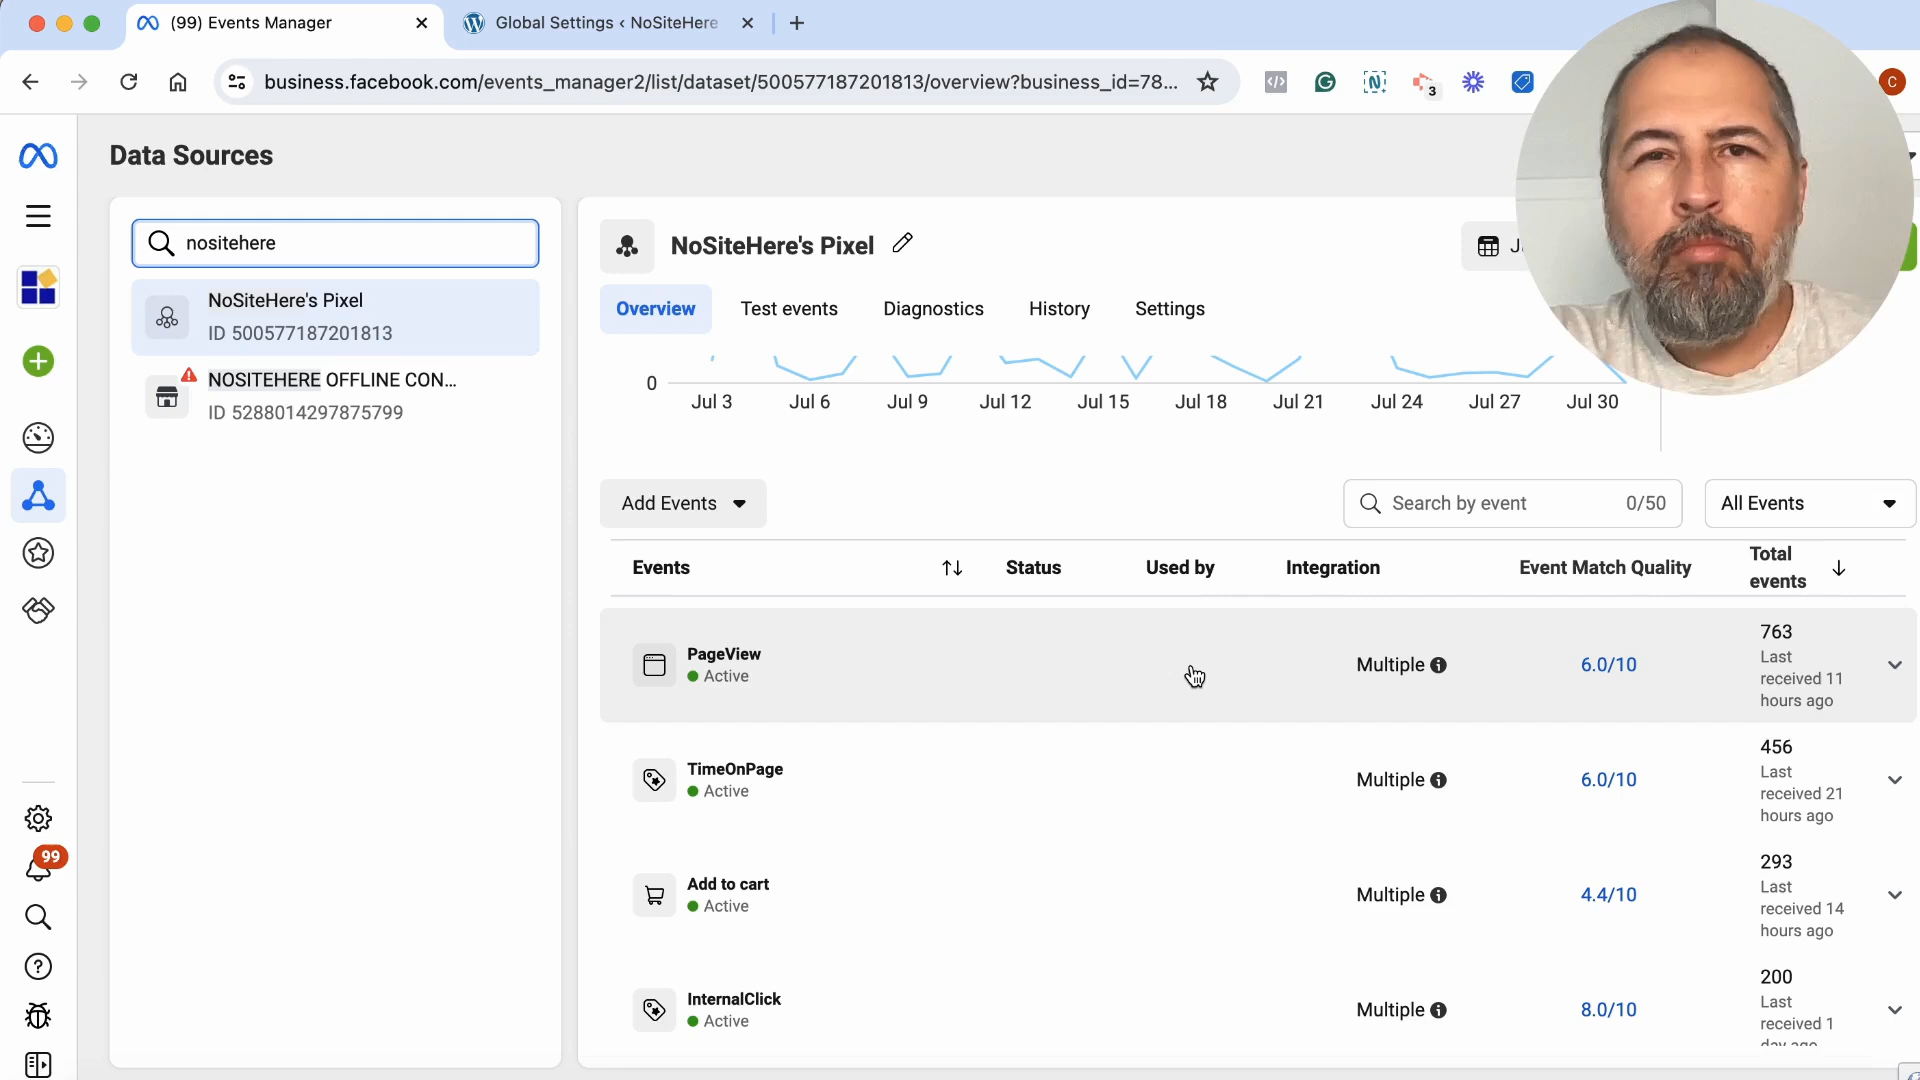 (99) Events Manager
Global Settings ‹ NoSiteHere
business.facebook.com/events_manager2/list/dataset/500577187201813/overview?business_id=78...
3
C
Data Sources
nositehere
NoSiteHere's Pixel
ID 500577187201813
NOSITEHERE OFFLINE CON...
ID 5288014297875799
NoSiteHere's Pixel
Overview
Test events
Diagnostics
History
Settings
0
Jul 3
Jul 6
Jul 9
Jul 12
Jul 15
Jul 18
Jul 21
Jul 24
Jul 27
Jul 30
Add Events
Search by event
0/50
All Events
Events
Status
Used by
Integration
Event Match Quality
Total
events
PageView
Active
Multiple
6.0/10
763
Last
received 11
hours ago
TimeOnPage
Active
Multiple
6.0/10
456
Last
received 21
hours ago
Add to cart
Active
Multiple
4.4/10
293
Last
received 14
hours ago
InternalClick
Active
Multiple
8.0/10
200
Last
received 1
day ago
99